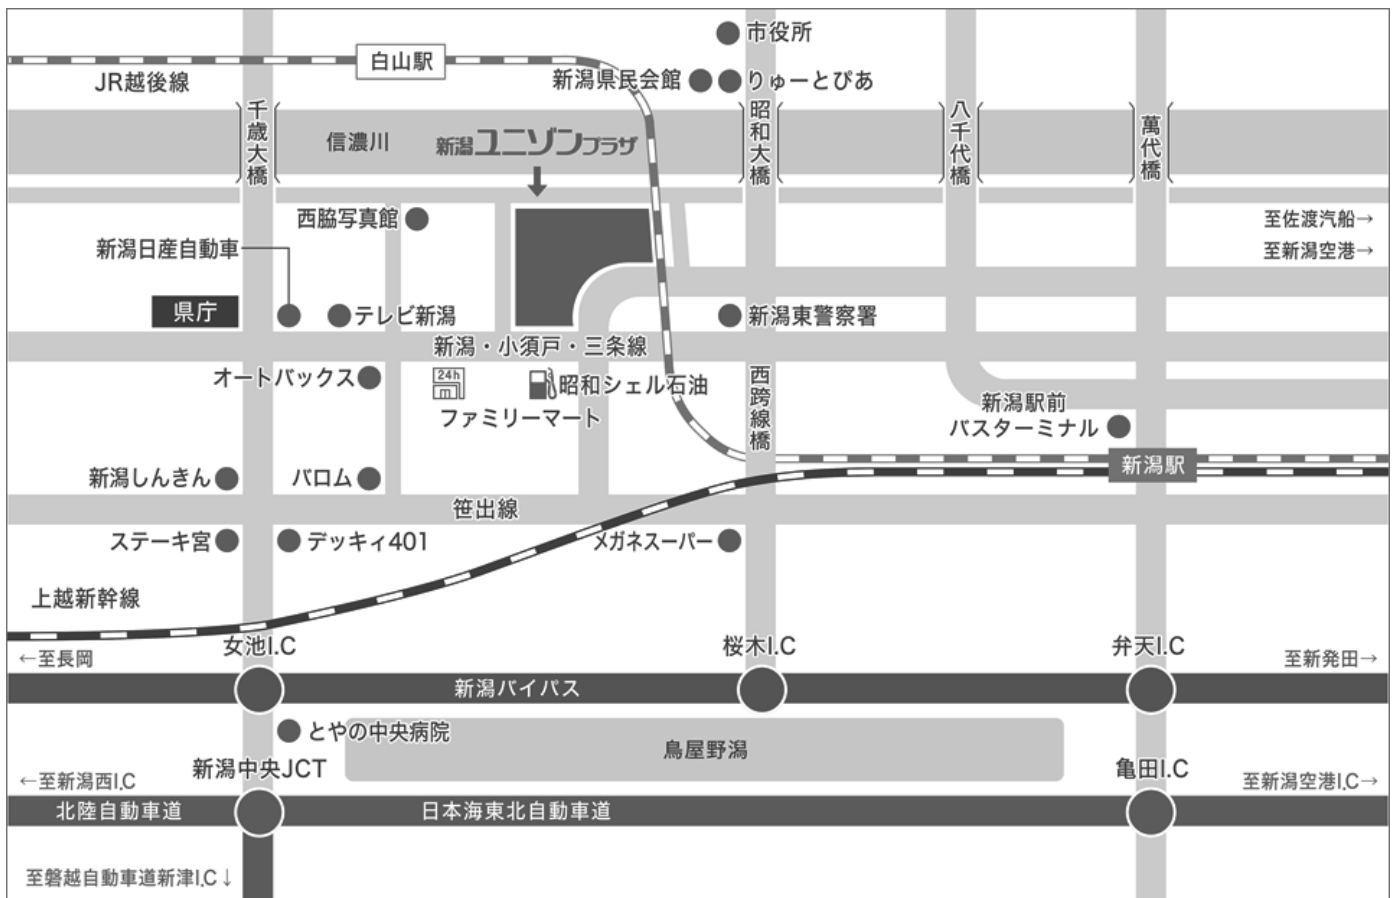 市役所
白山駅
JR越後線
新潟県民会館
りゅーとぴあ
千歳大橋
信濃川
新潟ユニゾンプラザ
昭和大橋
八千代橋
萬代橋
西脇写真館
至佐渡汽船→
新潟日産自動車
至新潟空港→
県庁
テレビ新潟
新潟東警察署
新潟・小須戸・三条線
オートバックス
24h
昭和シェル石油
ファミリーマート
西跨線橋
新潟駅前
バスターミナル
新潟駅
新潟しんきん
バロム
笹出線
ステーキ宮
デッキィ401
メガネスーパー
上越新幹線
女池I.C
桜木I.C
弁天I.C
←至長岡
至新発田→
新潟バイパス
とやの中央病院
鳥屋野潟
新潟中央JCT
亀田I.C
←至新潟西I.C
至新潟空港I.C→
北陸自動車道
日本海東北自動車道
至磐越自動車道新津I.C↓